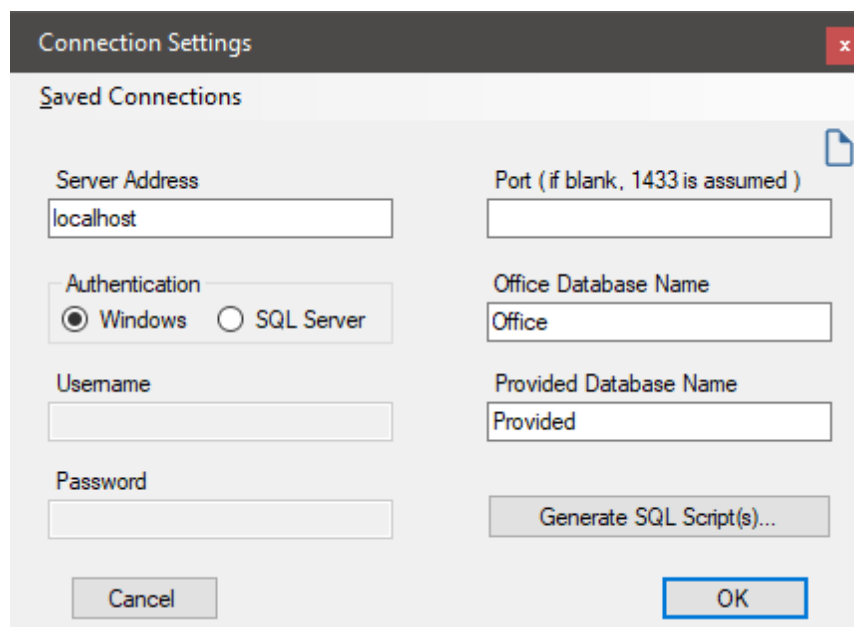 Connection Settings
x
Saved Connections
Server Address
Port ( if blank, 1433 is assumed )
localhost
Authentication
Office Database Name
Windows SQL Server
Office
Username
Provided Database Name
Provided
Password
Generate SQL Script(s)...
Cancel
OK